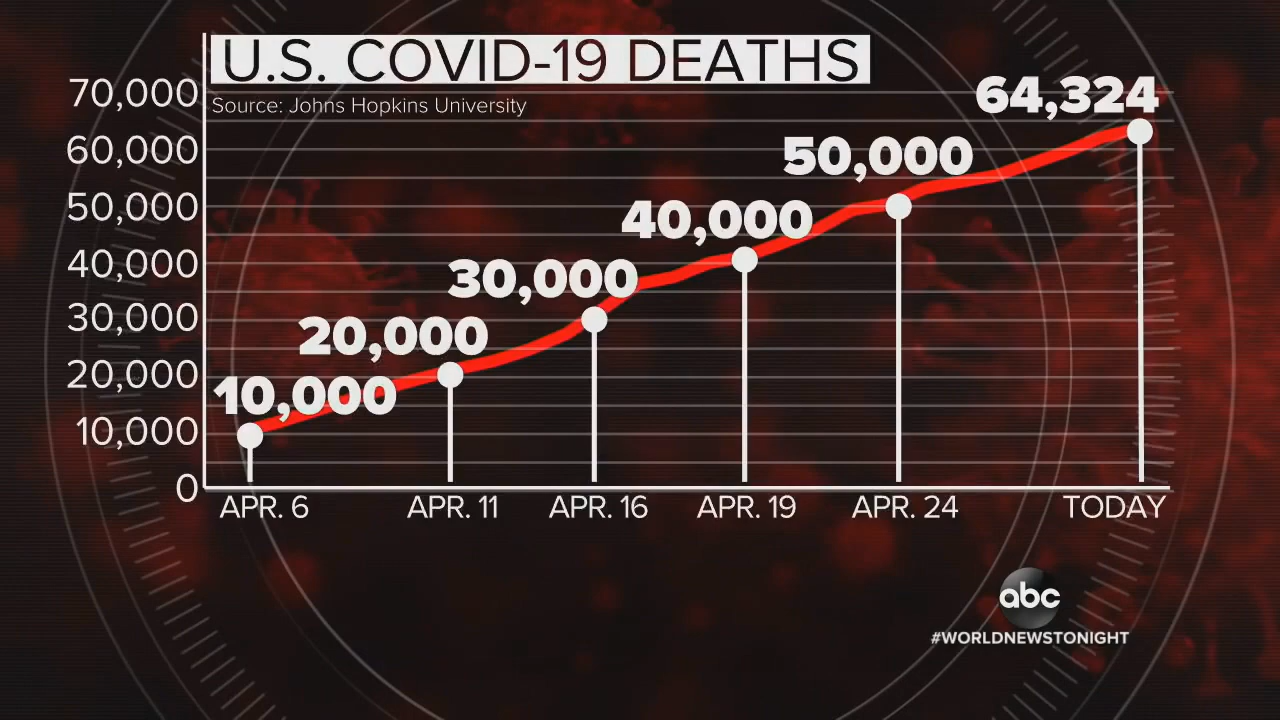 U.S. COVID-19 DEATHS
Source: Johns Hopkins University
70,000
60,000
50,000
40,000
30,000
20,000
10,000
0
10,000
20,000
30,000
40,000
50,000
64,324
APR. 6 APR. 11 APR. 16 APR. 19 APR. 24 TODAY
abc
#WORLDNEWSTONIGHT